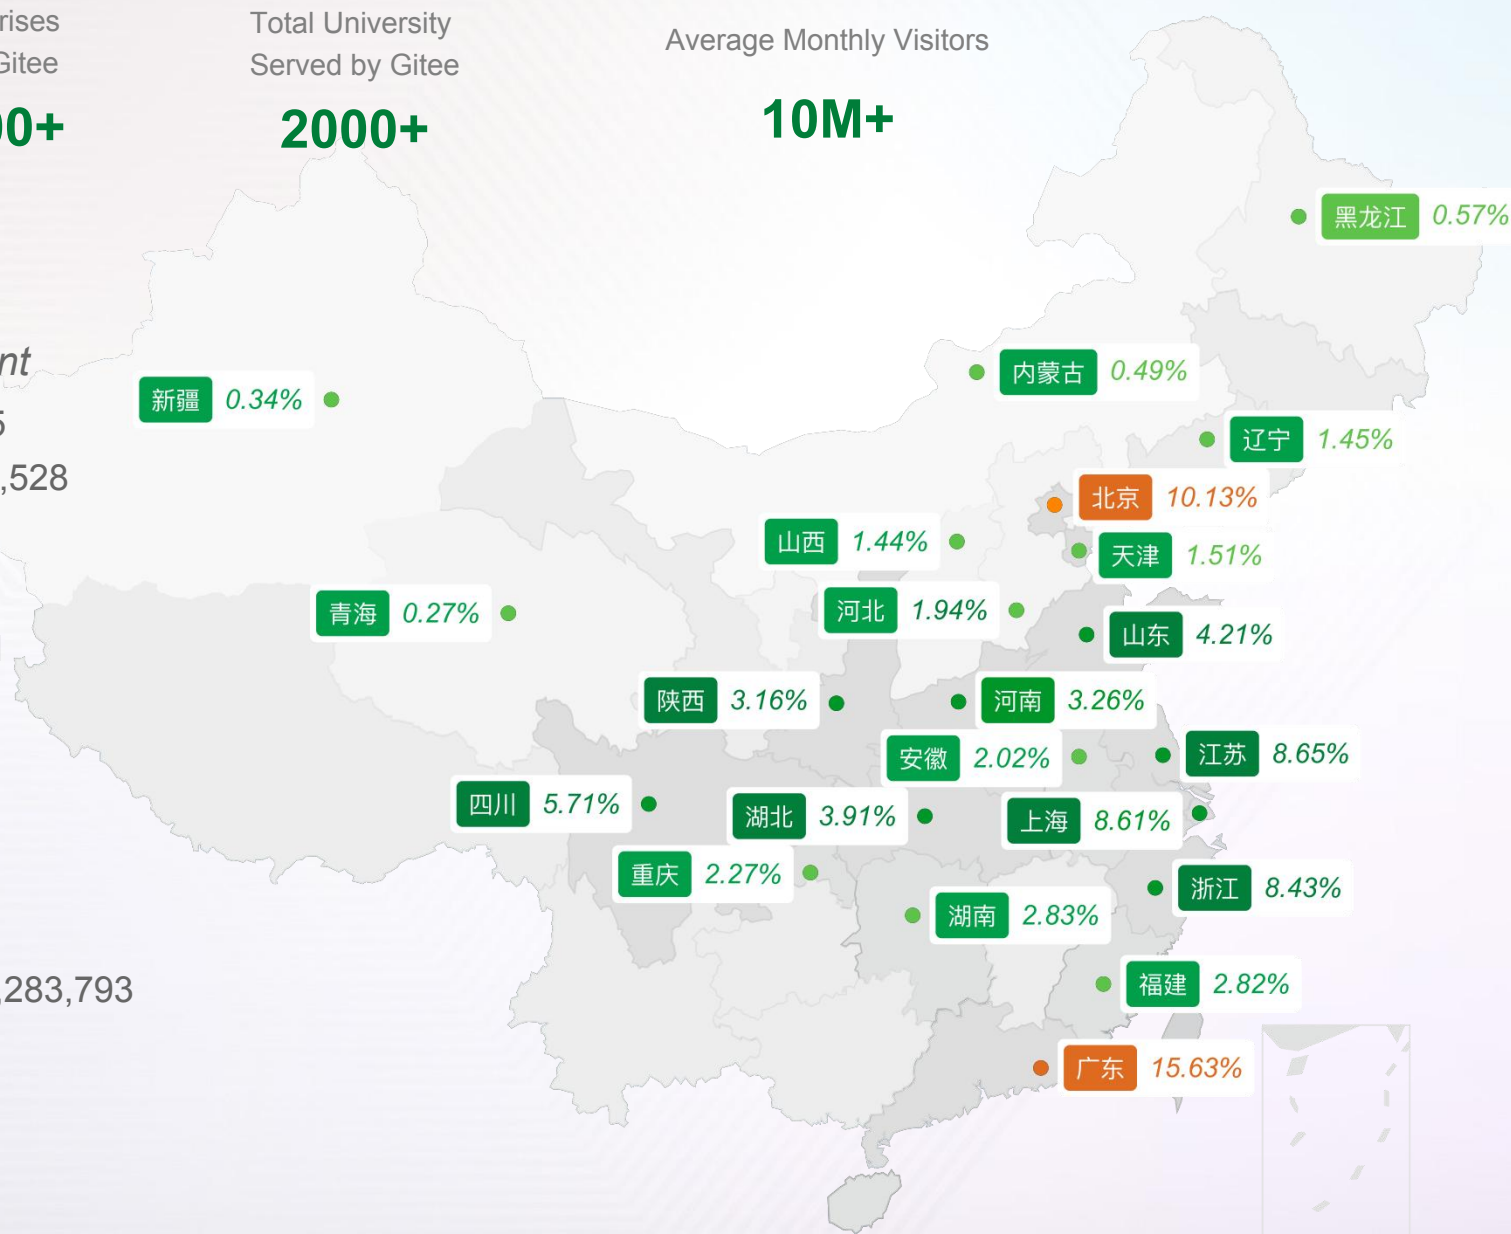 Total University
Served by Gitee
2000+
Average Monthly Visitors
10M+
Gitee
黑龙江 0.57%
内蒙古 0.49%
新疆 0.34%
辽宁 1.45%
,528
北京 10.13%
山西 1.44%
天津 1.51%
河北 1.94%
青海 0.27%
山东 4.21%
陕西 3.16%
河南 3.26%
安徽 2.02%
江苏 8.65%
四川 5.71%
湖北 3.91%
上海 8.61%
重庆 2.27%
浙江 8.43%
湖南 2.83%
福建 2.82%
,283,793
广东 15.63%